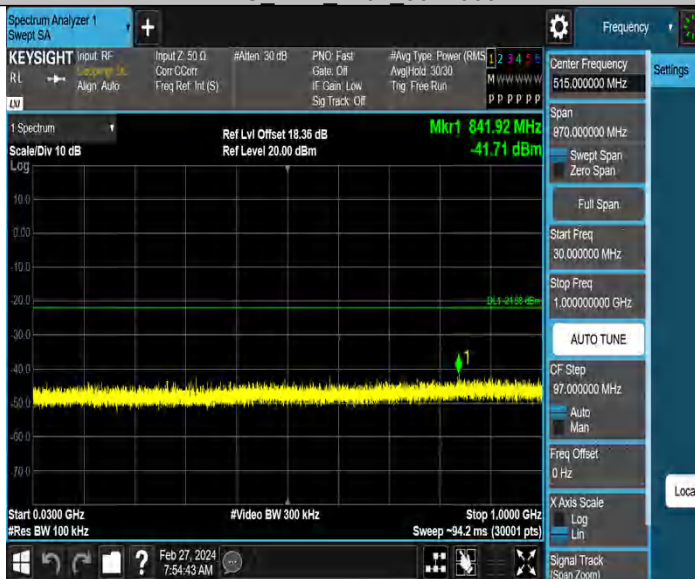 Spectrum Analyzer 1
Swept SA
+
Frequency
KEYSIGHT
RL
Input: RF
Align: Auto
Input Z: 50 Ω
Corr CCorr
Freq Ref: Int (S)
#Atten: 30 dB
PNO: Fast
Gate: Off
IF Gain: Low
Sig Track: Off
#Avg Type: Power (RMS
Avg|Hold: 30/30
Trig: Free Run
1 2 3 4 5 6
M W W W W W
P P P P P P
1 Spectrum
Scale/Div 10 dB
Log
Ref Lvl Offset 18.36 dB
Ref Level 20.00 dBm
Mkr1 841.92 MHz
-41.71 dBm
10.0
0.00
-10.0
-20.0
-30.0
-40.0
-50.0
-60.0
-70.0
1
Start 0.0300 GHz
#Res BW 100 kHz
#Video BW 300 kHz
Stop 1.0000 GHz
Sweep ~94.2 ms (30001 pts)
?
Feb 27, 2024
7:54:43 AM
Center Frequency
515.000000 MHz
Span
970.000000 MHz
Swept Span
Zero Span
Full Span
Start Freq
30.000000 MHz
Stop Freq
1.000000000 GHz
AUTO TUNE
CF Step
97.000000 MHz
Auto
Man
Freq Offset
0 Hz
X Axis Scale
Log
Lin
Signal Track
(Span Zoom)
Settings
Loca